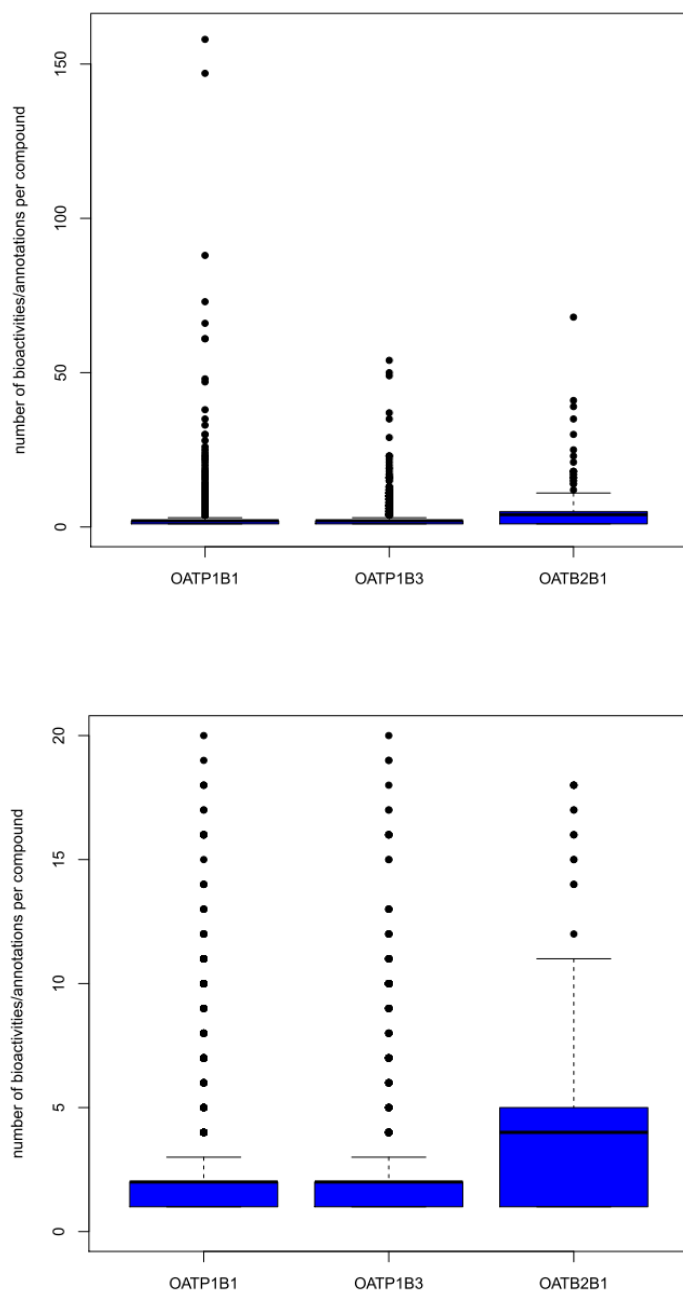 number of bioactivities/annotations per compound
150
100
50
0
OATP1B1 OATP1B3 OATB2B1
number of bioactivities/annotations per compound
20
15
10
5
0
OATP1B1 OATP1B3 OATB2B1